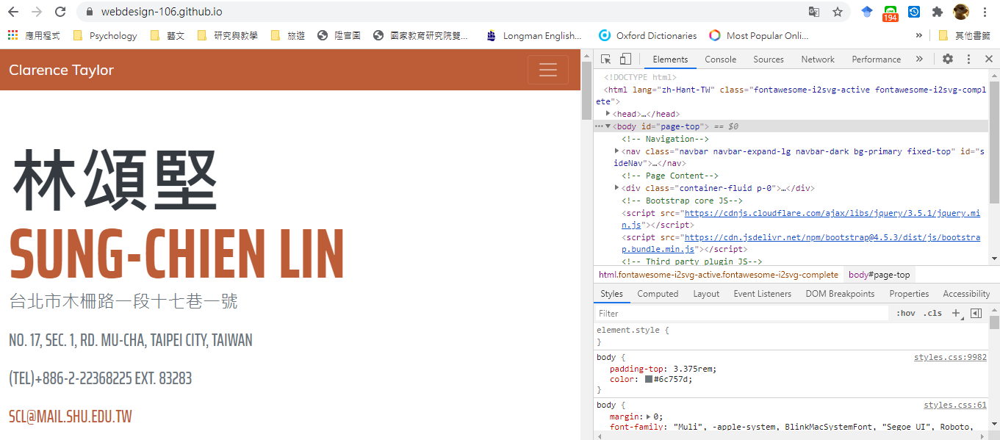 webdesign-106.github.io
194
應用程式 Psychology 藝文 研究與教學 旅遊 陞官圖 國家教育研究院雙... Longman English... Oxford Dictionaries Most Popular Onli... » 其他書籤
Clarence Taylor
林頌堅
SUNG-CHIEN LIN
台北市木柵路一段十七巷一號
NO. 17, SEC. 1, RD. MU-CHA, TAIPEI CITY, TAIWAN
(TEL)+886-2-22368225 EXT. 83283
SCL@MAIL.SHU.EDU.TW
Elements Console Sources Network Performance »
<!DOCTYPE html>
<html lang="zh-Hant-TW" class="fontawesome-i2svg-active fontawesome-i2svg-compl
ete">
<head>…</head>
<body id="page-top"> == $0
<!-- Navigation-->
<nav class="navbar navbar-expand-lg navbar-dark bg-primary fixed-top" id="s
ideNav">…</nav>
<!-- Page Content-->
<div class="container-fluid p-0">…</div>
<!-- Bootstrap core JS-->
<script src="https://cdnjs.cloudflare.com/ajax/libs/jquery/3.5.1/jquery.mi
n.js"></script>
<script src="https://cdn.jsdelivr.net/npm/bootstrap@4.5.3/dist/js/bootstra
p.bundle.min.js"></script>
<!-- Third party plugin JS-->
html.fontawesome-i2svg-active.fontawesome-i2svg-complete body#page-top
Styles Computed Layout Event Listeners DOM Breakpoints Properties Accessibility
Filter :hov .cls +
element.style {
}
body { styles.css:9982
padding-top: 3.375rem;
color: #6c757d;
}
body { styles.css:61
margin: 0;
font-family: "Muli", -apple-system, BlinkMacSystemFont, "Segoe UI", Roboto,